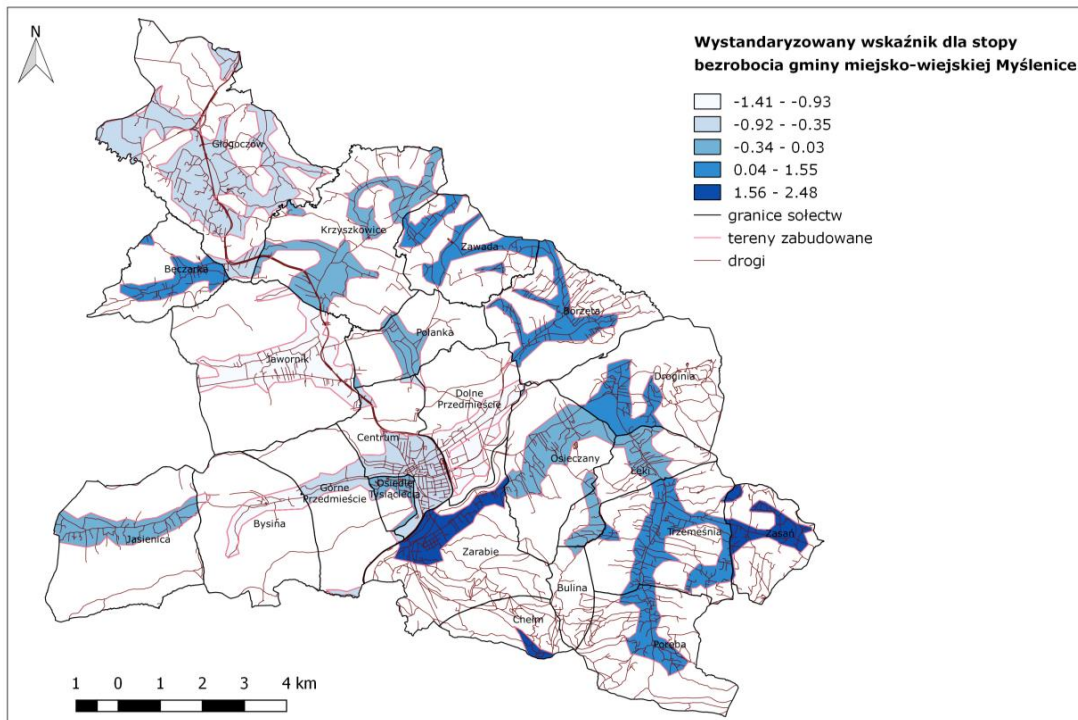 N
Wystandaryzowany wskaźnik dla stopy
bezrobocia gminy miejsko-wiejskiej Myślenice
-1.41 - -0.93
-0.92 - -0.35
-0.34 - 0.03
0.04 - 1.55
1.56 - 2.48
granice sołectw
tereny zabudowane
drogi
Głogoczów
Krzyszkowice
Zawada
Bęczarka
Borzęta
Polanka
Jawornik
Droginia
Dolne
Przedmieście
Centrum
Osieczany
Łęki
Górne
Przedmieście
Osiedle
Tysiąclecia
Bysina
Jasienica
Trzemeśnia
Zasań
Zarabie
Bulina
Chełm
Poręba
1 0 1 2 3 4 km